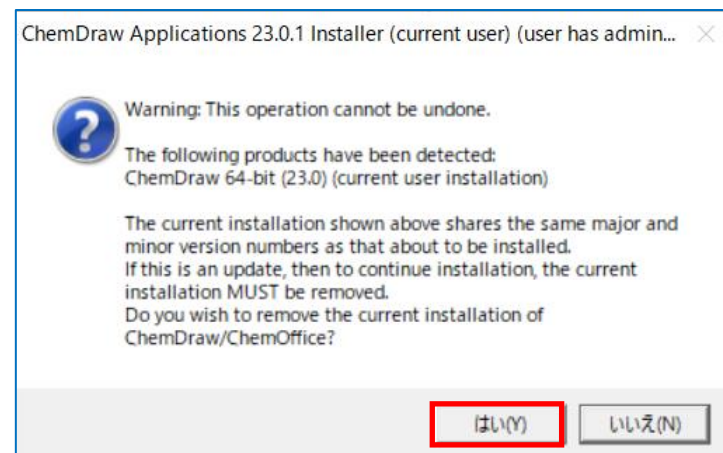 ChemDraw Applications 23.0.1 Installer (current user) (user has admin...
Warning: This operation cannot be undone.
The following products have been detected:
ChemDraw 64-bit (23.0) (current user installation)
The current installation shown above shares the same major and
minor version numbers as that about to be installed.
If this is an update, then to continue installation, the current
installation MUST be removed.
Do you wish to remove the current installation of
ChemDraw/ChemOffice?
はい(Y)
いいえ(N)